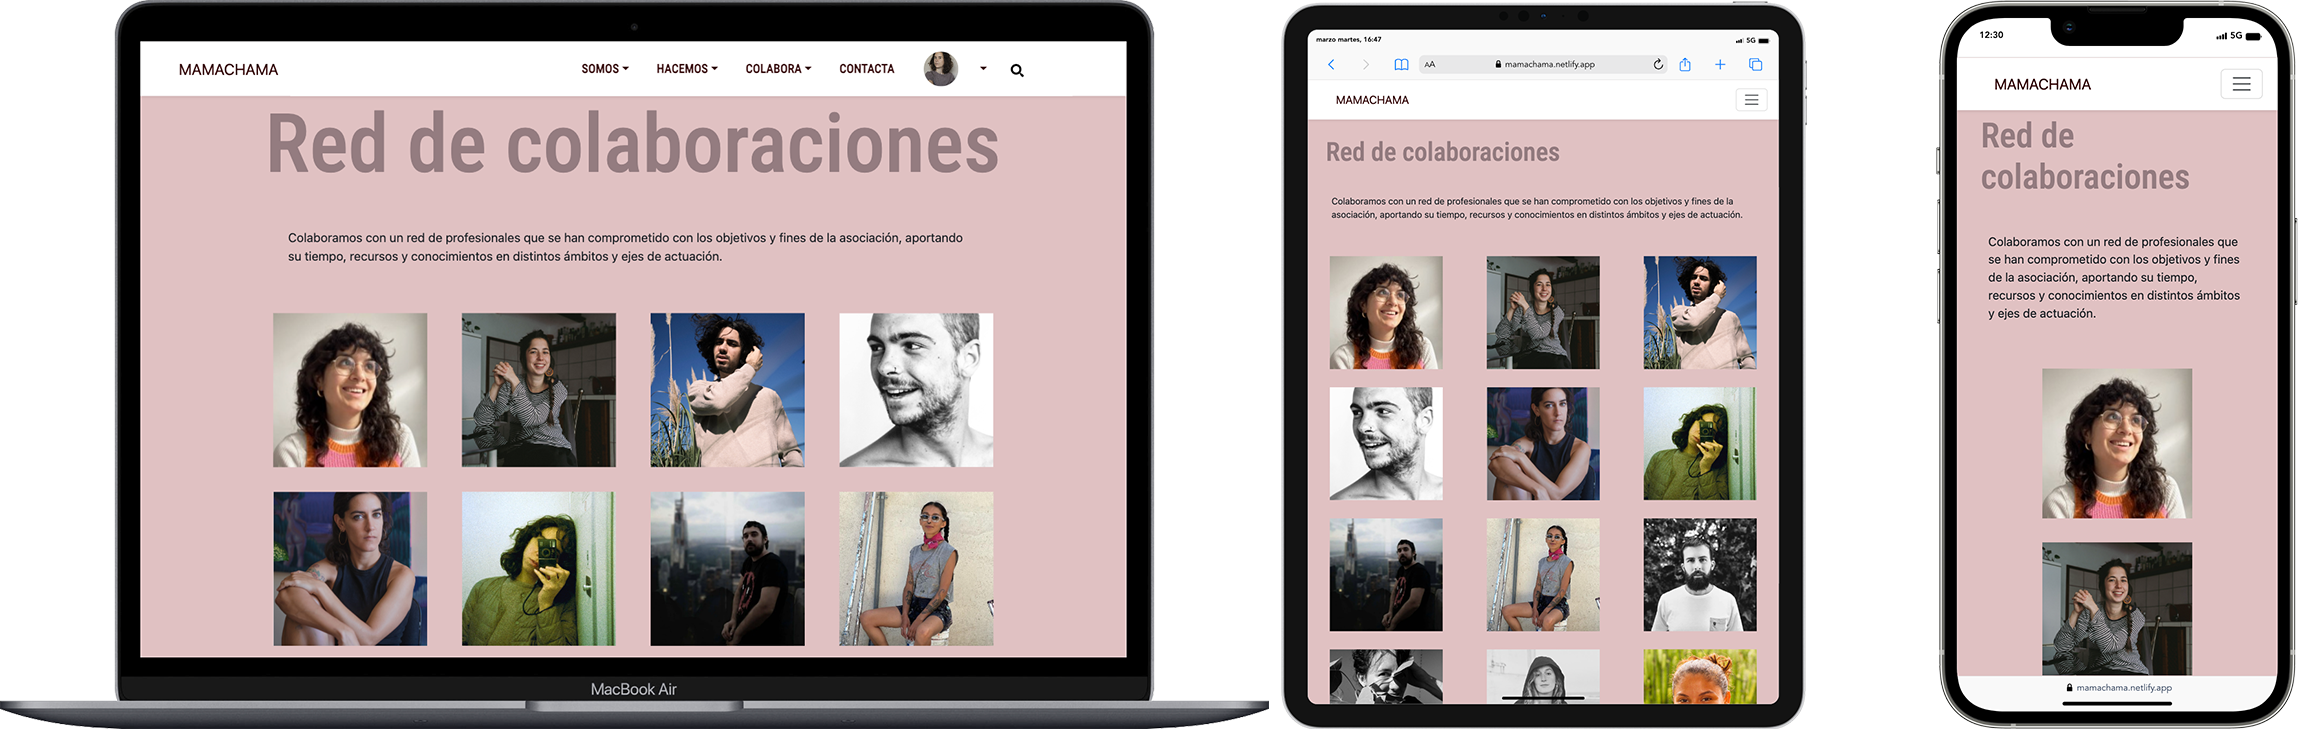 MAMACHAMA SOMOS HACEMOS COLABORA CONTACTA
Red de colaboraciones
Colaboramos con un red de profesionales que se han comprometido con los objetivos y fines de la asociación, aportando
su tiempo, recursos y conocimientos en distintos ámbitos y ejes de actuación.
MacBook Air
marzo martes, 16:47 5G
AA mamachama.netlify.app
MAMACHAMA
Red de colaboraciones
Colaboramos con un red de profesionales que se han comprometido con los objetivos y fines de la
asociación, aportando su tiempo, recursos y conocimientos en distintos ámbitos y ejes de actuación.
12:30 5G
MAMACHAMA
Red de
colaboraciones
Colaboramos con un red de profesionales que
se han comprometido con los objetivos y fines
de la asociación, aportando su tiempo,
recursos y conocimientos en distintos ámbitos
y ejes de actuación.
mamachama.netlify.app